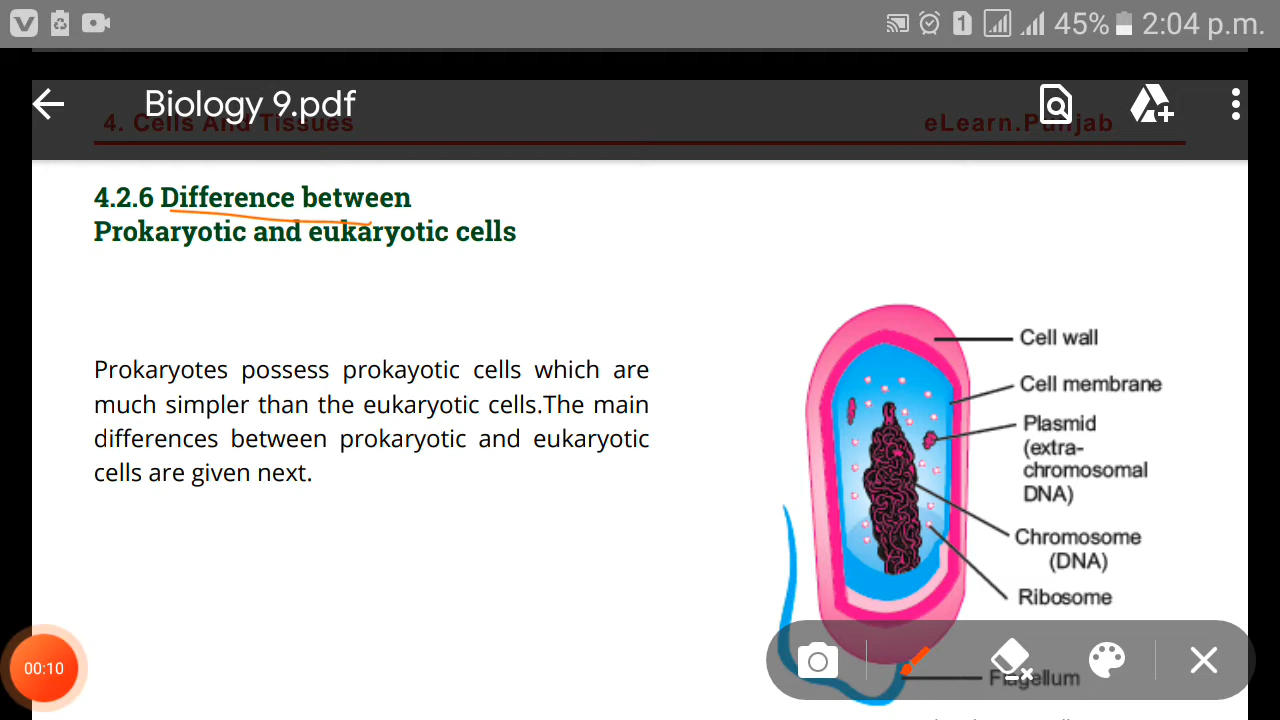 45% 2:04 p.m.
Biology 9.pdf
4. Cells And Tissues eLearn.Punjab
4.2.6 Difference between
Prokaryotic and eukaryotic cells
Prokaryotes possess prokayotic cells which are
much simpler than the eukaryotic cells.The main
differences between prokaryotic and eukaryotic
cells are given next.
Cell wall
Cell membrane
Plasmid
(extra-
chromosomal
DNA)
Chromosome
(DNA)
Ribosome
Flagellum
00:10